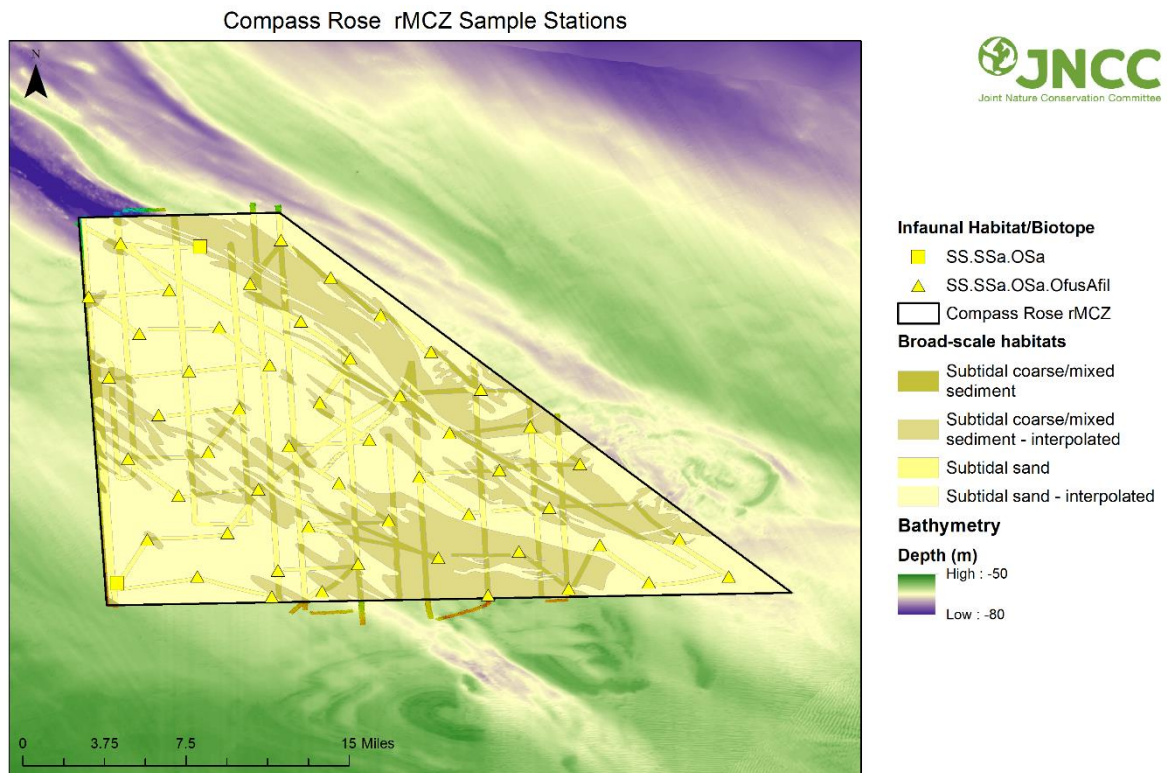 Compass Rose rMCZ Sample Stations
N
JNCC
Joint Nature Conservation Committee
Infaunal Habitat/Biotope
SS.SSa.OSa
SS.SSa.OSa.OfusAfil
Compass Rose rMCZ
Broad-scale habitats
Subtidal coarse/mixed
sediment
Subtidal coarse/mixed
sediment - interpolated
Subtidal sand
Subtidal sand - interpolated
Bathymetry
Depth (m)
High : -50
Low : -80
0 3.75 7.5 15 Miles